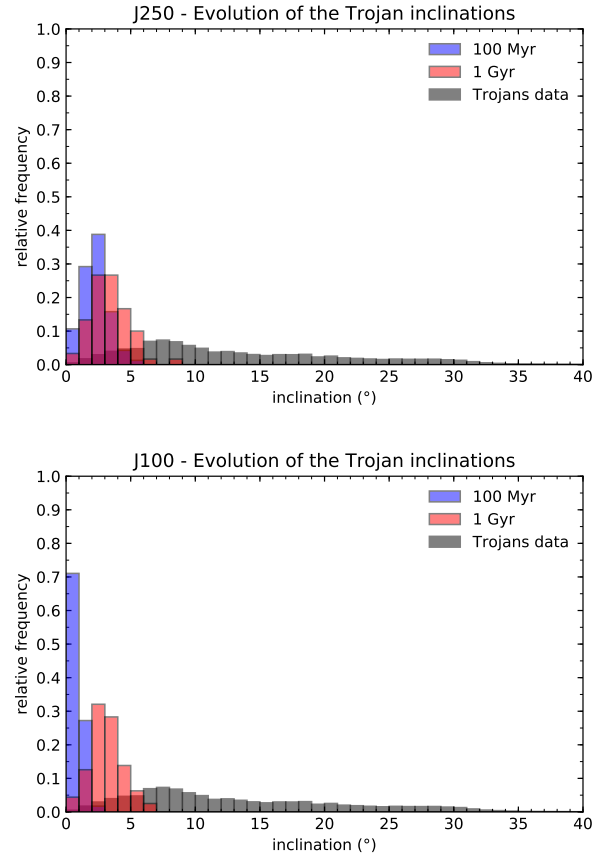 J250 - Evolution of the Trojan inclinations
1.0
0.9
0.8
0.7
0.6
0.5
0.4
0.3
0.2
0.1
0.0
relative frequency
100 Myr
1 Gyr
Trojans data
0 5 10 15 20 25 30 35 40
inclination (°)
J100 - Evolution of the Trojan inclinations
1.0
0.9
0.8
0.7
0.6
0.5
0.4
0.3
0.2
0.1
0.0
relative frequency
100 Myr
1 Gyr
Trojans data
0 5 10 15 20 25 30 35 40
inclination (°)